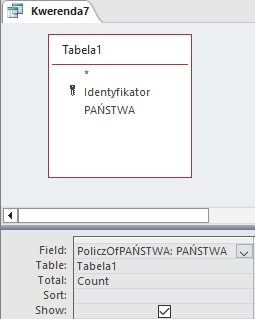 Kwerenda7
Tabela1
*
Identyfikator
PAŃSTWA
Field: PoliczOfPAŃSTWA: PAŃSTWA
Table: Tabela1
Total: Count
Sort:
Show: